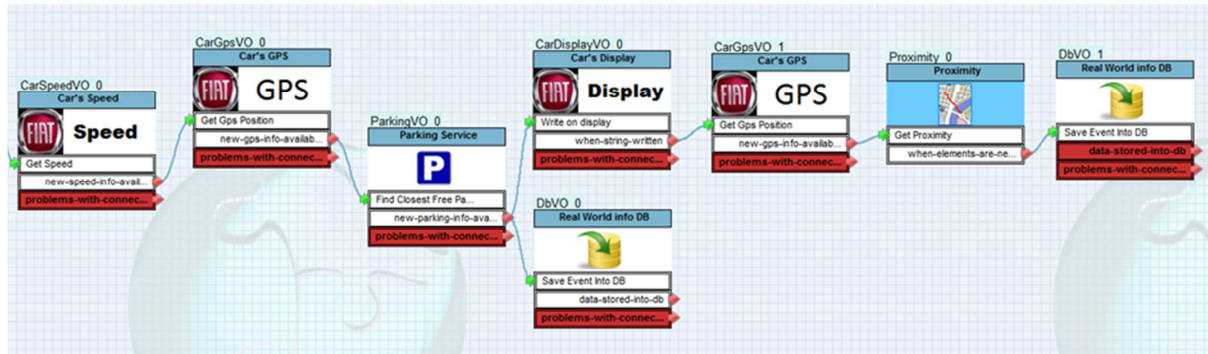 CarSpeedVO_0
Car's Speed
FIAT Speed
Get Speed
new-speed-info-avail...
problems-with-connec...
CarGpsVO_0
Car's GPS
FIAT GPS
Get Gps Position
new-gps-info-availab...
problems-with-connec...
ParkingVO_0
Parking Service
P
Find Closest Free Pa...
new-parking-info-ava...
problems-with-connec...
CarDisplayVO_0
Car's Display
FIAT Display
Write on display
when-string-written
problems-with-connec...
DbVO_0
Real World info DB
Save Event Into DB
data-stored-into-db
problems-with-connec...
CarGpsVO_1
Car's GPS
FIAT GPS
Get Gps Position
new-gps-info-availab...
problems-with-connec...
Proximity_0
Proximity
Get Proximity
when-elements-are-ne...
DbVO_1
Real World info DB
Save Event Into DB
data-stored-into-db
problems-with-connec...